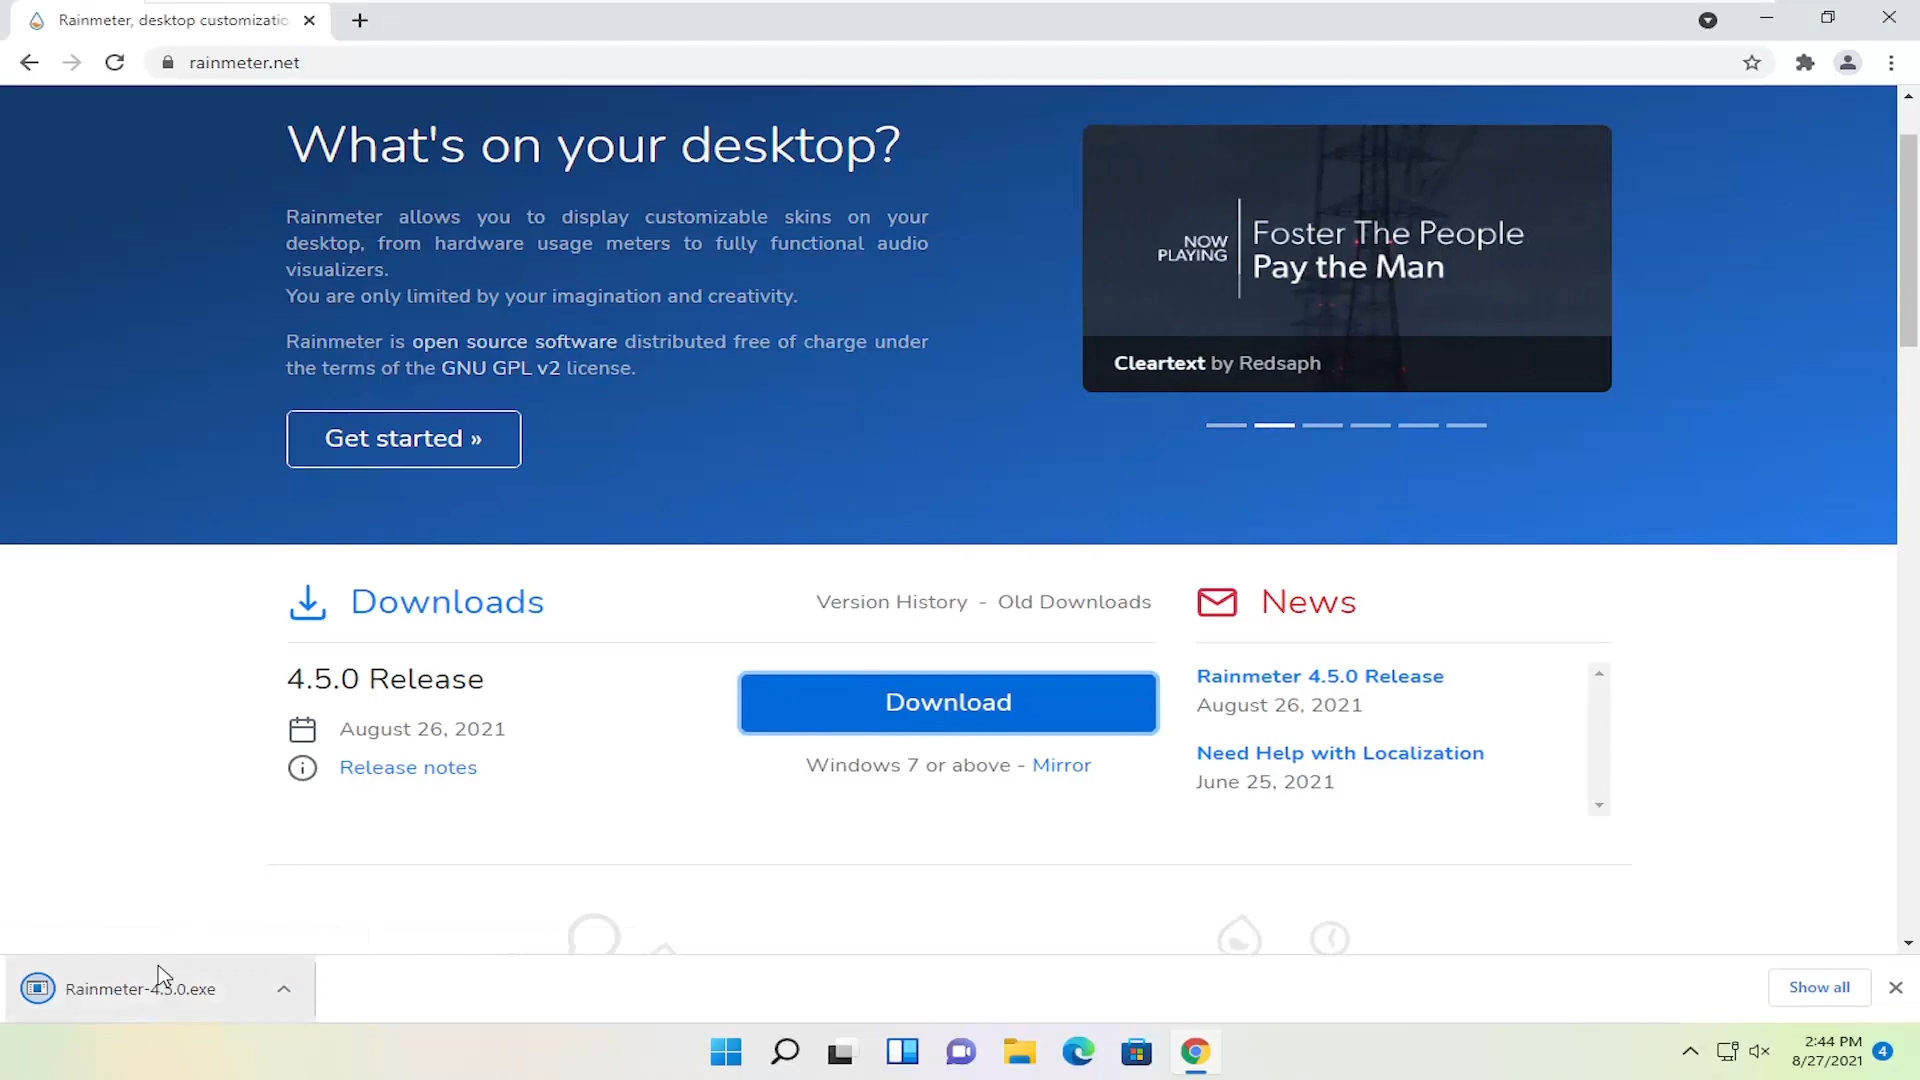 Rainmeter, desktop customizatio
rainmeter.net
What's on your desktop?
Rainmeter allows you to display customizable skins on your
desktop, from hardware usage meters to fully functional audio
visualizers.
You are only limited by your imagination and creativity.
Rainmeter is open source software distributed free of charge under
the terms of the GNU GPL v2 license.
Get started »
NOW
PLAYING
Foster The People
Pay the Man
Cleartext by Redsaph
Downloads
Version History - Old Downloads
4.5.0 Release
August 26, 2021
Release notes
Download
Windows 7 or above - Mirror
News
Rainmeter 4.5.0 Release
August 26, 2021
Need Help with Localization
June 25, 2021
Rainmeter-4.5.0.exe
Show all
2:44 PM
8/27/2021
4